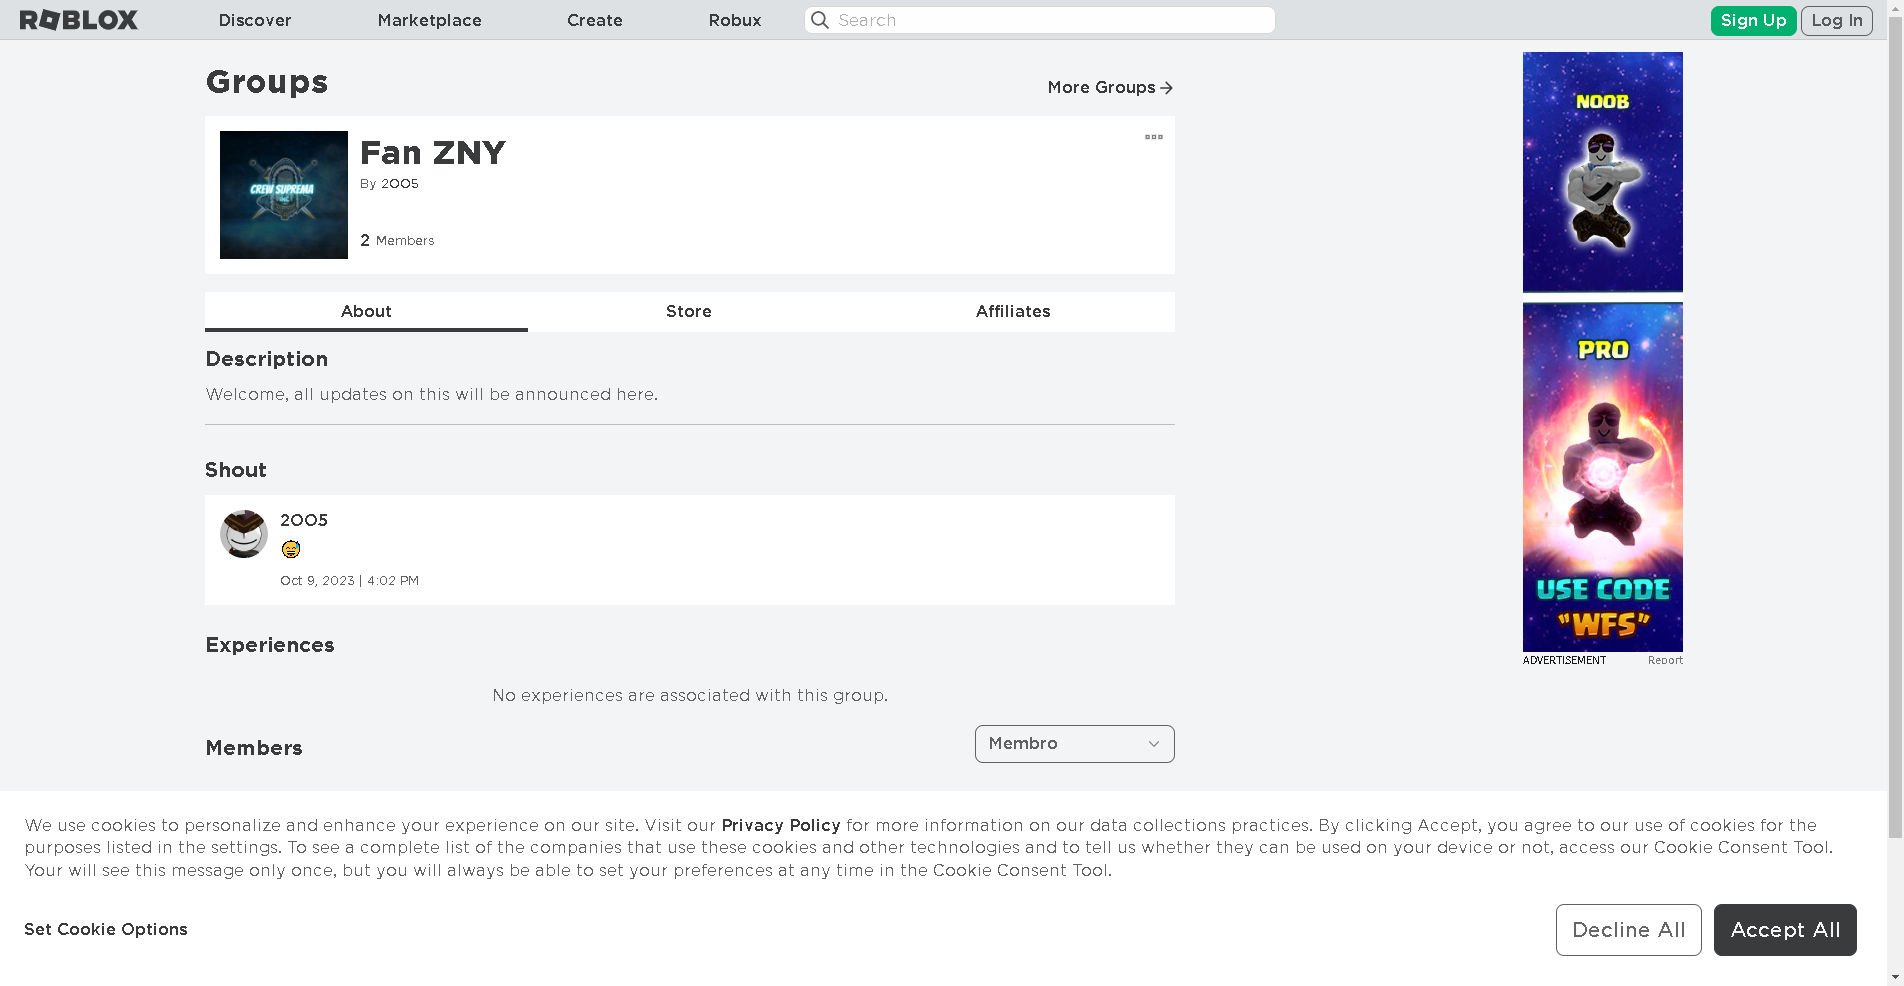 ROBLOX Discover Marketplace Create Robux Search Sign Up Log In
Groups
More Groups
CREW SUPREMA
INC.
Fan ZNY
By 2OO5
2 Members
About Store Affiliates
Description
Welcome, all updates on this will be announced here.
Shout
2OO5
Oct 9, 2023 | 4:02 PM
Experiences
No experiences are associated with this group.
Members
Membro
NOOB
PRO
USE CODE
"WFS"
ADVERTISEMENT Report
We use cookies to personalize and enhance your experience on our site. Visit our Privacy Policy for more information on our data collections practices. By clicking Accept, you agree to our use of cookies for the
purposes listed in the settings. To see a complete list of the companies that use these cookies and other technologies and to tell us whether they can be used on your device or not, access our Cookie Consent Tool.
Your will see this message only once, but you will always be able to set your preferences at any time in the Cookie Consent Tool.
Set Cookie Options
Decline All
Accept All